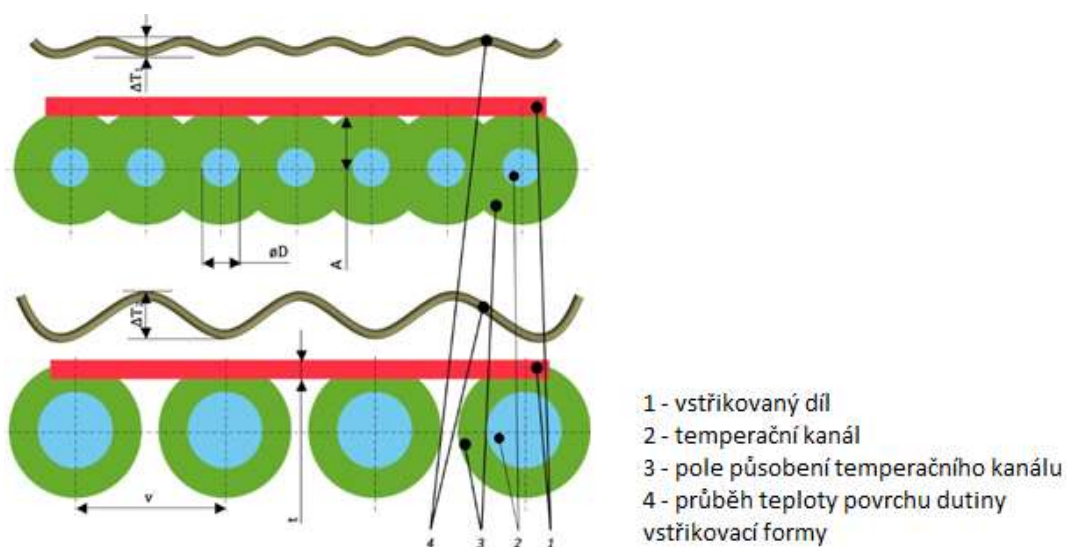 ΔT₁
øD
A
ΔT₂
v
t
4 3 2 1
1 - vstřikovaný díl
2 - temperační kanál
3 - pole působení temperačního kanálu
4 - průběh teploty povrchu dutiny
vstřikovací formy